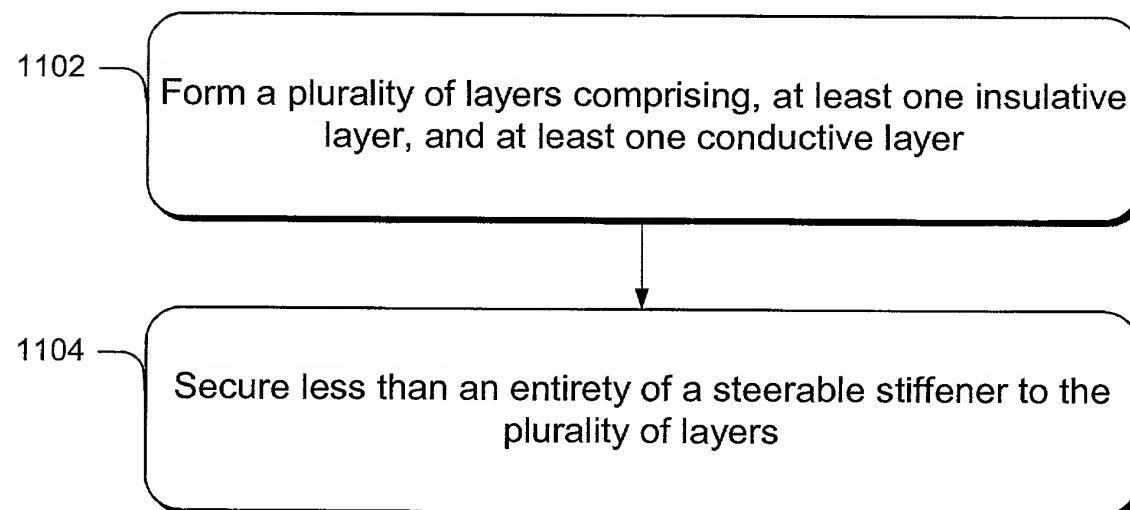 1102
Form a plurality of layers comprising, at least one insulative
layer, and at least one conductive layer
1104
Secure less than an entirety of a steerable stiffener to the
plurality of layers